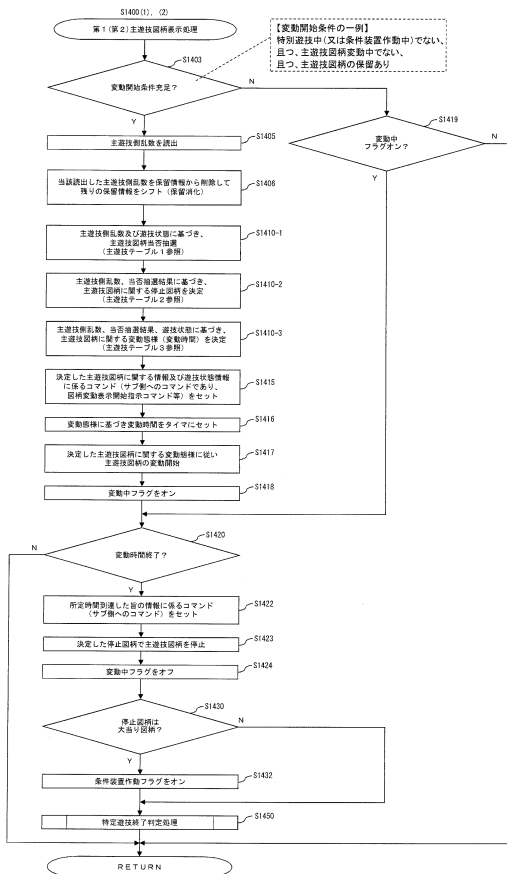 S1400(1), (2)
第1(第2)主遊技図柄表示処理
【変動開始条件の一例】
特別遊技中(又は条件装置作動中)でない、
且つ、主遊技図柄変動中でない、
且つ、主遊技図柄の保留あり
S1403
変動開始条件充足？
N
Y
S1419
変動中
フラグオン？
N
Y
主遊技側乱数を読出
S1405
当該読出した主遊技側乱数を保留情報から削除して
残りの保留情報をシフト(保留消化)
S1406
主遊技側乱数及び遊技状態に基づき、
主遊技図柄当否抽選
(主遊技テーブル1参照)
S1410-1
主遊技側乱数、当否抽選結果に基づき、
主遊技図柄に関する停止図柄を決定
(主遊技テーブル2参照)
S1410-2
主遊技側乱数、当否抽選結果、遊技状態に基づき、
主遊技図柄に関する変動態様(変動時間)を決定
(主遊技テーブル3参照)
S1410-3
決定した主遊技図柄に関する情報及び遊技状態情報
に係るコマンド(サブ側へのコマンドであり、
図柄変動表示開始指示コマンド等)をセット
S1415
変動態様に基づき変動時間をタイマにセット
S1416
決定した主遊技図柄に関する変動態様に従い
主遊技図柄の変動開始
S1417
変動中フラグをオン
S1418
S1420
変動時間終了？
N
Y
所定時間到達した旨の情報に係るコマンド
(サブ側へのコマンド)をセット
S1422
決定した停止図柄で主遊技図柄を停止
S1423
変動中フラグをオフ
S1424
S1430
停止図柄は
大当り図柄？
N
Y
条件装置作動フラグをオン
S1432
特定遊技終了判定処理
S1450
RETURN